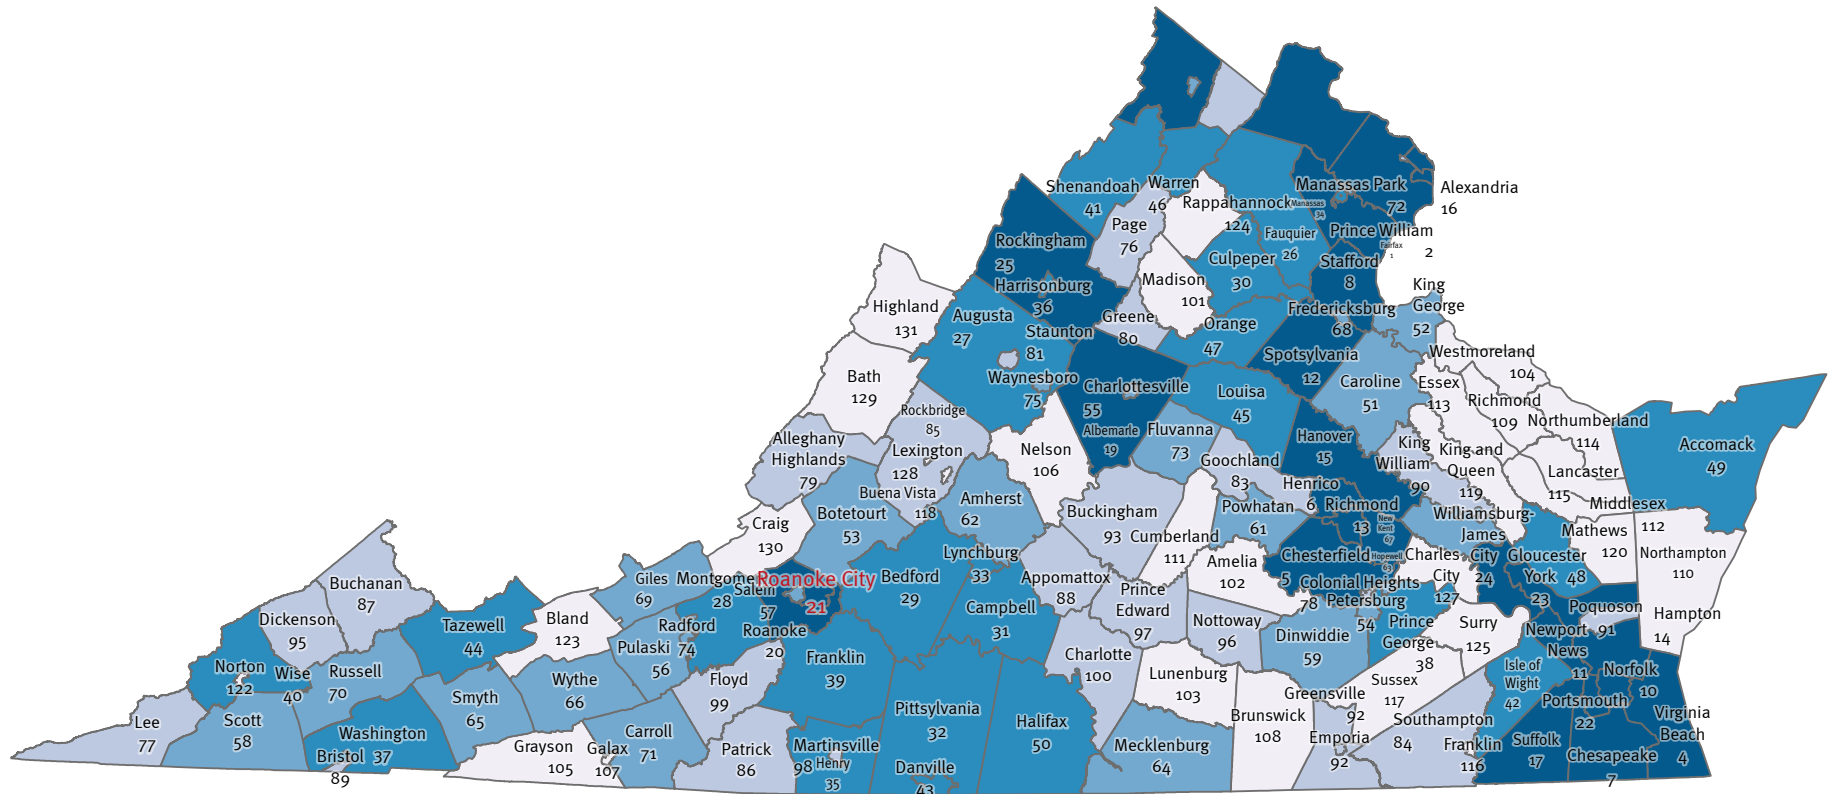 Shenandoah
41
Warren
46
Rappahannock
124
Manassas
34
Manassas Park
72
Alexandria
16
Page
76
Fauquier
26
Prince William
2
Fairfax
1
Rockingham
25
Culpeper
30
Stafford
8
Harrisonburg
36
Madison
101
King
George
52
Highland
131
Augusta
27
Staunton
81
Greene
80
Orange
47
Fredericksburg
68
Spotsylvania
12
Westmoreland
104
Bath
129
Waynesboro
75
Charlottesville
55
Albemarle
19
Louisa
45
Caroline
51
Essex
113
Richmond
109
Northumberland
114
Accomack
49
Rockbridge
85
Alleghany
Highlands
79
Lexington
128
Buena Vista
118
Nelson
106
Fluvanna
73
Goochland
83
Hanover
15
King
William
90
King and
Queen
119
Lancaster
115
Middlesex
112
Craig
130
Botetourt
53
Amherst
62
Buckingham
93
Cumberland
111
Powhatan
61
Henrico
6
Richmond
13
New
Kent
67
Williamsburg-
James
City
24
Mathews
120
Northampton
110
Giles
69
Montgome
28
Salem
57
Roanoke City
21
Roanoke
20
Bedford
29
Lynchburg
33
Campbell
31
Appomattox
88
Prince
Edward
97
Amelia
102
Chesterfield
5
Hopewell
63
Charles
City
127
Gloucester
48
York
23
Colonial Heights
78
Petersburg
54
Prince
George
38
Poquoson
91
Hampton
14
Buchanan
87
Dickenson
95
Tazewell
44
Bland
123
Radford
74
Pulaski
56
Nottoway
96
Dinwiddie
59
Surry
125
Newport
News
11
Norton
122
Wise
40
Russell
70
Smyth
65
Wythe
66
Floyd
99
Franklin
39
Charlotte
100
Lunenburg
103
Sussex
117
Isle of
Wight
42
Norfolk
10
Portsmouth
22
Virginia
Beach
4
Lee
77
Scott
58
Washington
37
Bristol
89
Grayson
105
Galax
107
Carroll
71
Patrick
86
Martinsville
98
Henry
35
Pittsylvania
32
Danville
43
Halifax
50
Mecklenburg
64
Brunswick
108
Greensville
92
Emporia
92
Southampton
84
Franklin
116
Suffolk
17
Chesapeake
7